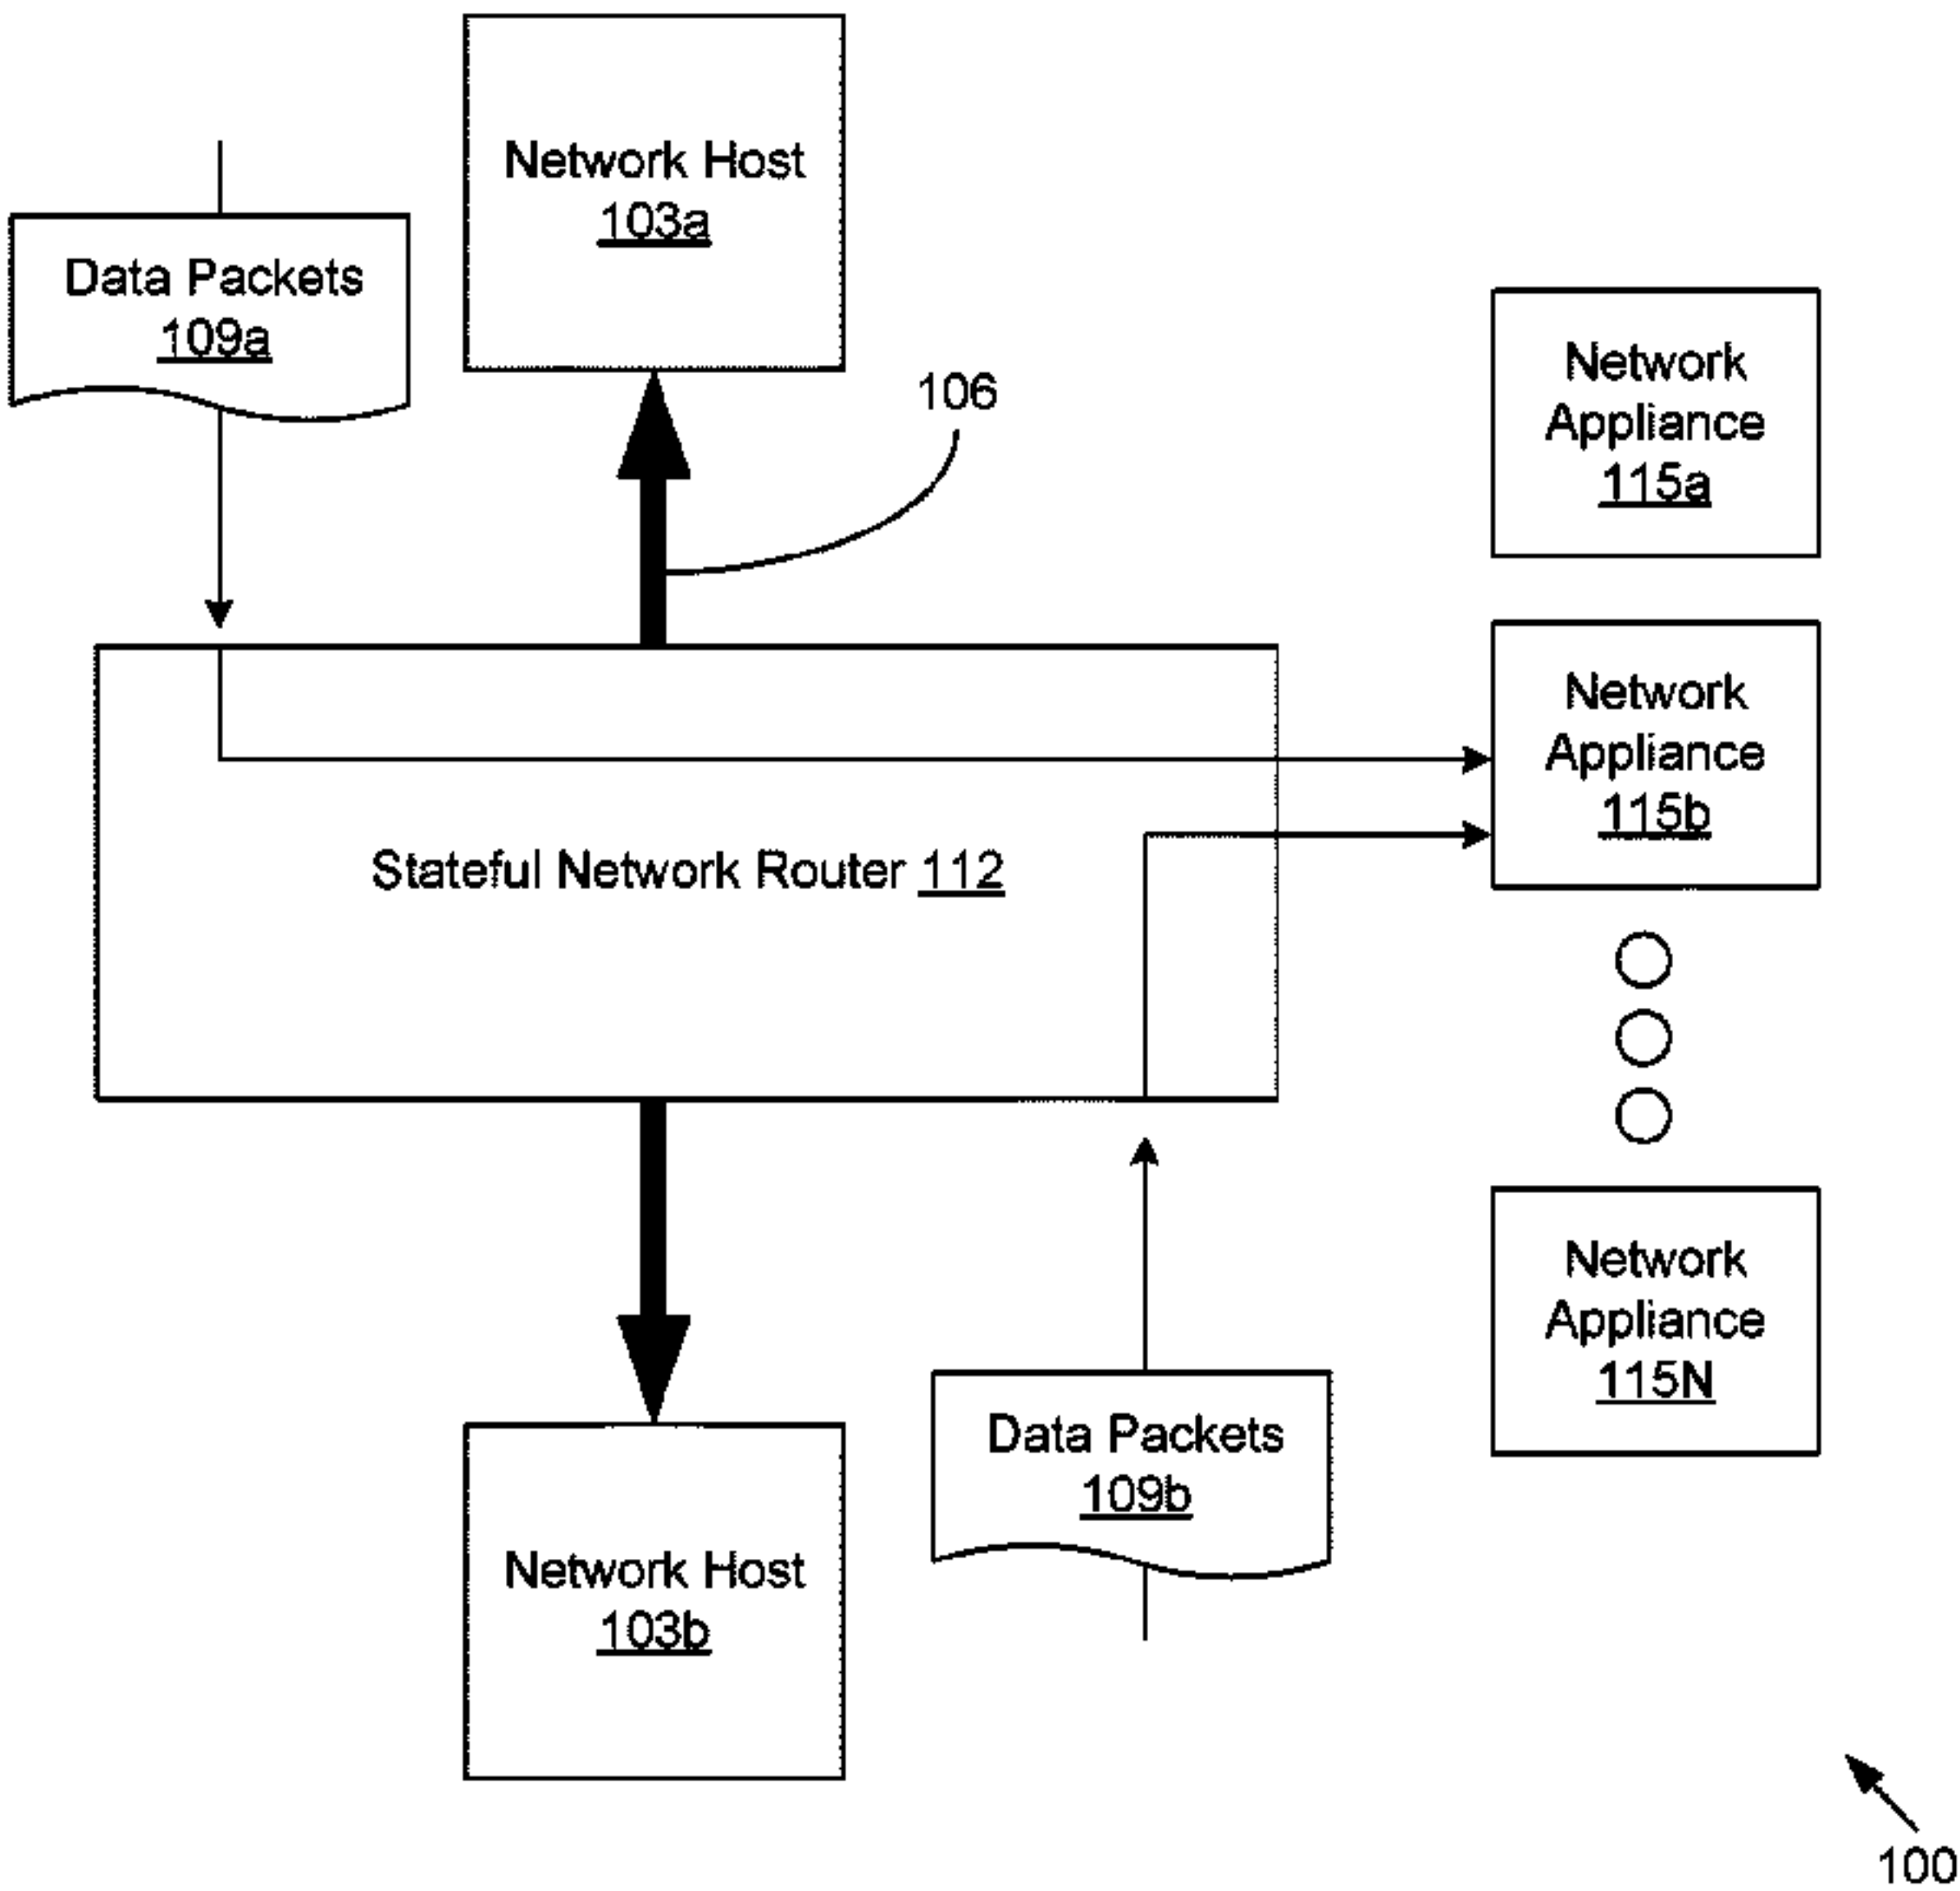 Network Host
103a
Data Packets
109a
106
Network
Appliance
115a
Network
Appliance
115b
Stateful Network Router 112
Network
Appliance
115N
Data Packets
109b
Network Host
103b
100